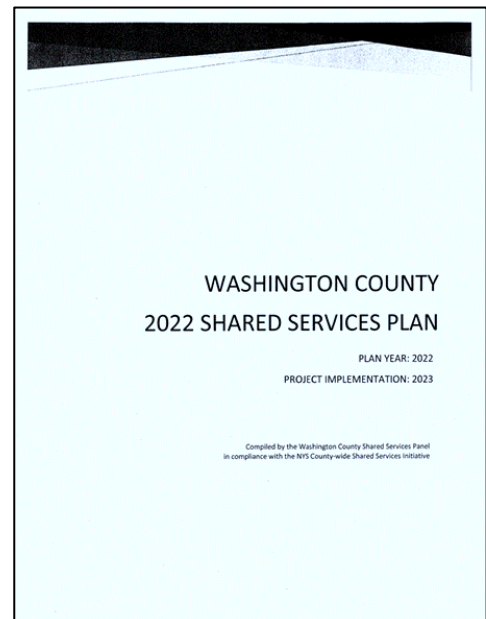 WASHINGTON COUNTY
2022 SHARED SERVICES PLAN
PLAN YEAR: 2022
PROJECT IMPLEMENTATION: 2023
Compiled by the Washington County Shared Services Panel
in compliance with the NYS County-wide Shared Services Initiative